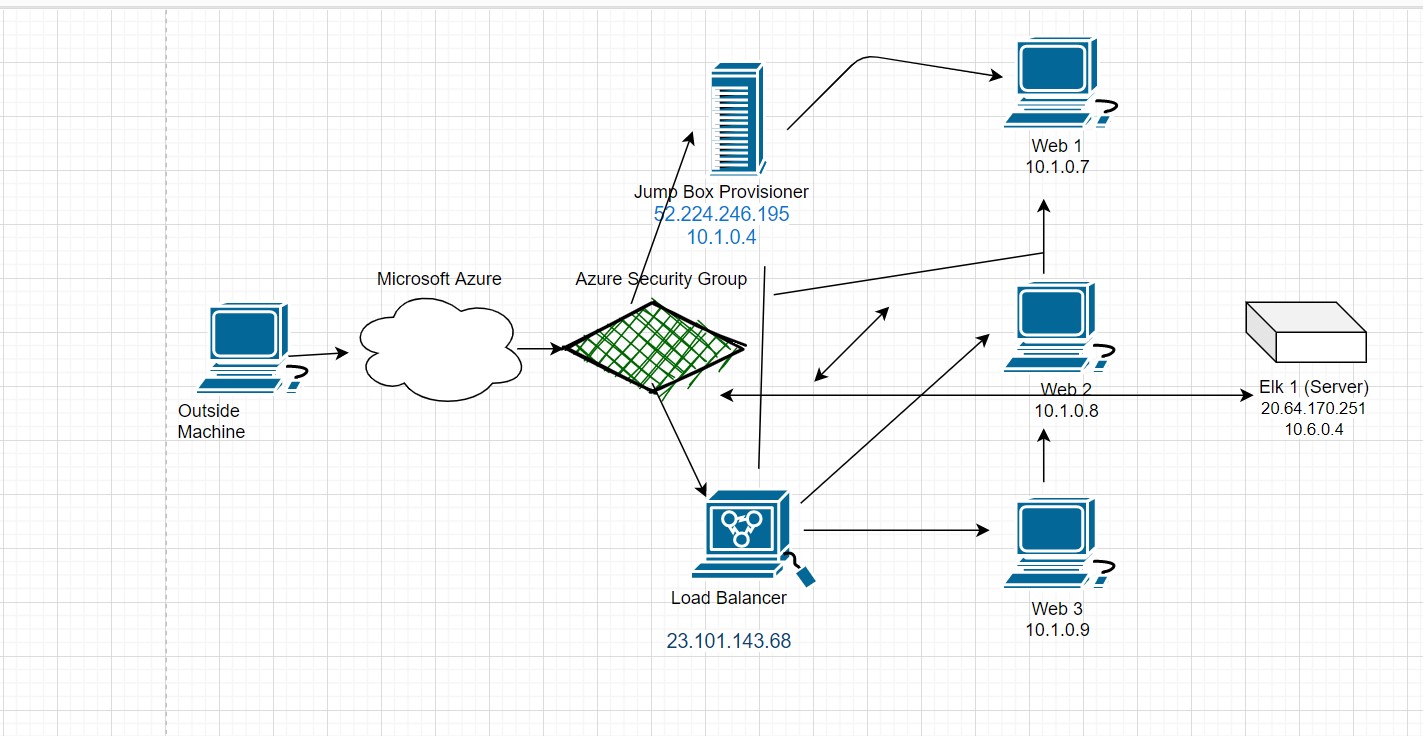 Web 1
10.1.0.7
Jump Box Provisioner
52.224.246.195
10.1.0.4
Microsoft Azure
Azure Security Group
Outside
Machine
Web 2
10.1.0.8
Elk 1 (Server)
20.64.170.251
10.6.0.4
Load Balancer
23.101.143.68
Web 3
10.1.0.9